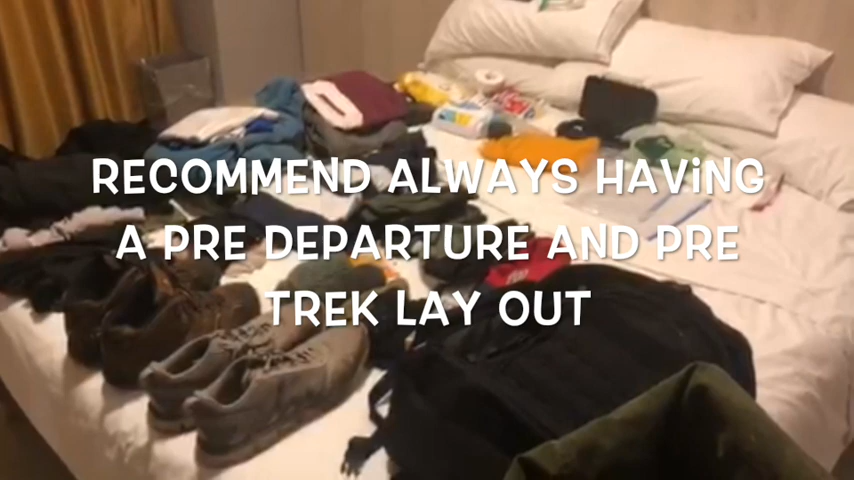 RECOMMEND ALWAYS HAViNG
A PRE DEPARTURE AND PRE
TREK LAY OUT